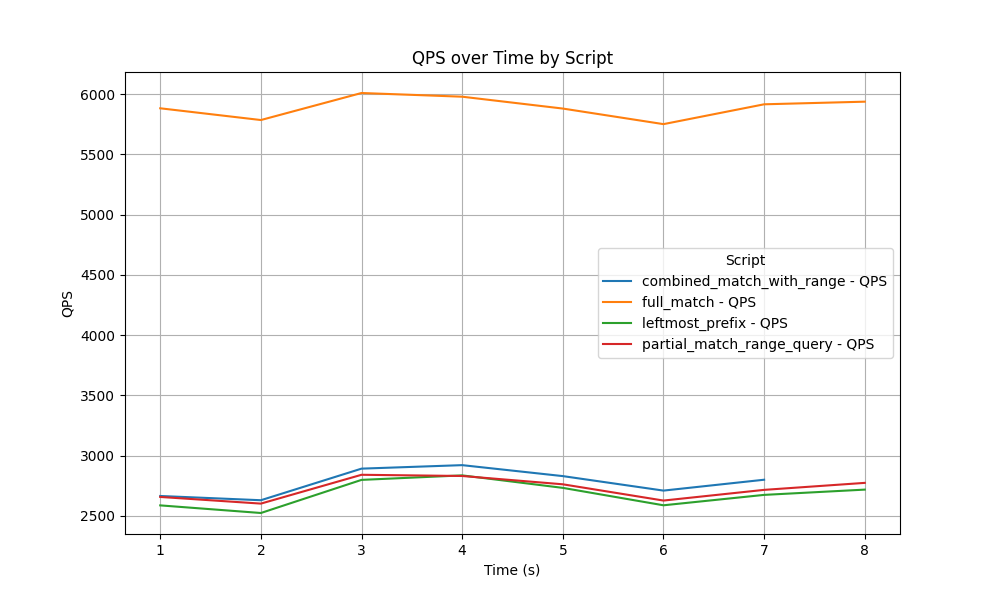 QPS over Time by Script
6000
5500
5000
4500
4000
3500
3000
2500
QPS
Script
combined_match_with_range - QPS
full_match - QPS
leftmost_prefix - QPS
partial_match_range_query - QPS
1 2 3 4 5 6 7 8
Time (s)